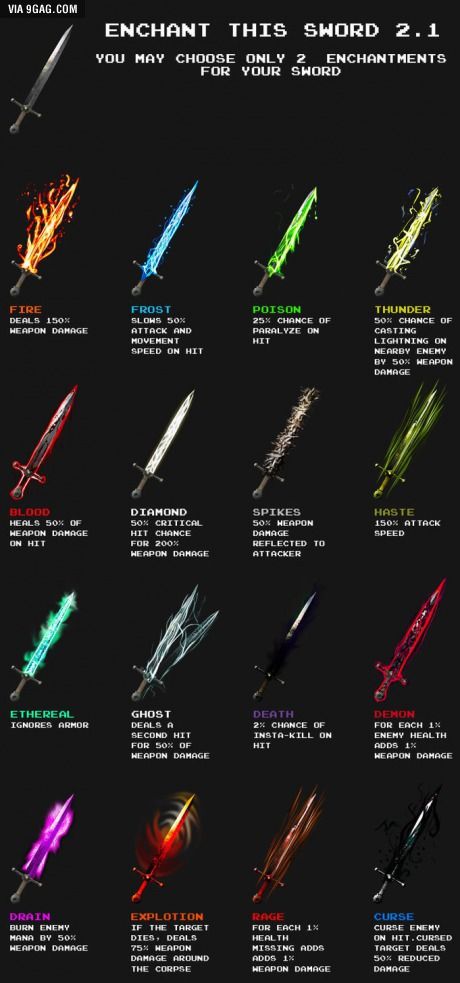 VIA 9GAG.COM
ENCHANT THIS SWORD 2.1
YOU MAY CHOOSE ONLY 2 ENCHANTMENTS
FOR YOUR SWORD
FIRE
DEALS 150%
WEAPON DAMAGE
FROST
SLOWS 50%
ATTACK AND
MOVEMENT
SPEED ON HIT
POISON
25% CHANCE OF
PARALYZE ON
HIT
THUNDER
50% CHANCE OF
CASTING
LIGHTNING ON
NEARBY ENEMY
BY 50% WEAPON
DAMAGE
BLOOD
HEALS 50% OF
WEAPON DAMAGE
ON HIT
DIAMOND
50% CRITICAL
HIT CHANCE
FOR 200%
WEAPON DAMAGE
SPIKES
50% WEAPON
DAMAGE
REFLECTED TO
ATTACKER
HASTE
150% ATTACK
SPEED
ETHEREAL
IGNORES ARMOR
GHOST
DEALS A
SECOND HIT
FOR 50% OF
WEAPON DAMAGE
DEATH
2% CHANCE OF
INSTA-KILL ON
HIT
DEMON
FOR EACH 1%
ENEMY HEALTH
ADDS 1%
WEAPON DAMAGE
DRAIN
BURN ENEMY
MANA BY 50%
WEAPON DAMAGE
EXPLOTION
IF THE TARGET
DIES, DEALS
75% WEAPON
DAMAGE AROUND
THE CORPSE
RAGE
FOR EACH 1%
HEALTH
MISSING ADDS
ADDS 1%
WEAPON DAMAGE
CURSE
CURSE ENEMY
ON HIT.CURSED
TARGET DEALS
50% REDUCED
DAMAGE